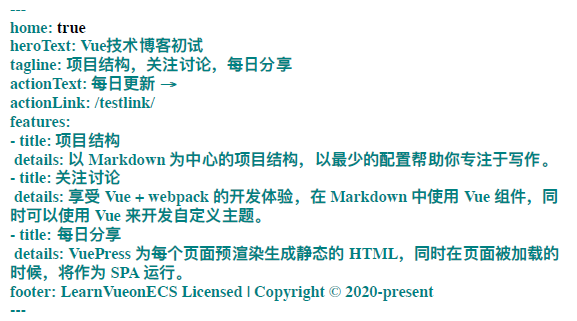 ---
home: true
heroText: Vue技术博客初试
tagline: 项目结构，关注讨论，每日分享
actionText: 每日更新 →
actionLink: /testlink/
features:
- title: 项目结构
 details: 以 Markdown 为中心的项目结构，以最少的配置帮助你专注于写作。
- title: 关注讨论
 details: 享受 Vue + webpack 的开发体验，在 Markdown 中使用 Vue 组件，同
时可以使用 Vue 来开发自定义主题。
- title: 每日分享
 details: VuePress 为每个页面预渲染生成静态的 HTML，同时在页面被加载的
时候，将作为 SPA 运行。
footer: LearnVueonECS Licensed | Copyright © 2020-present
---